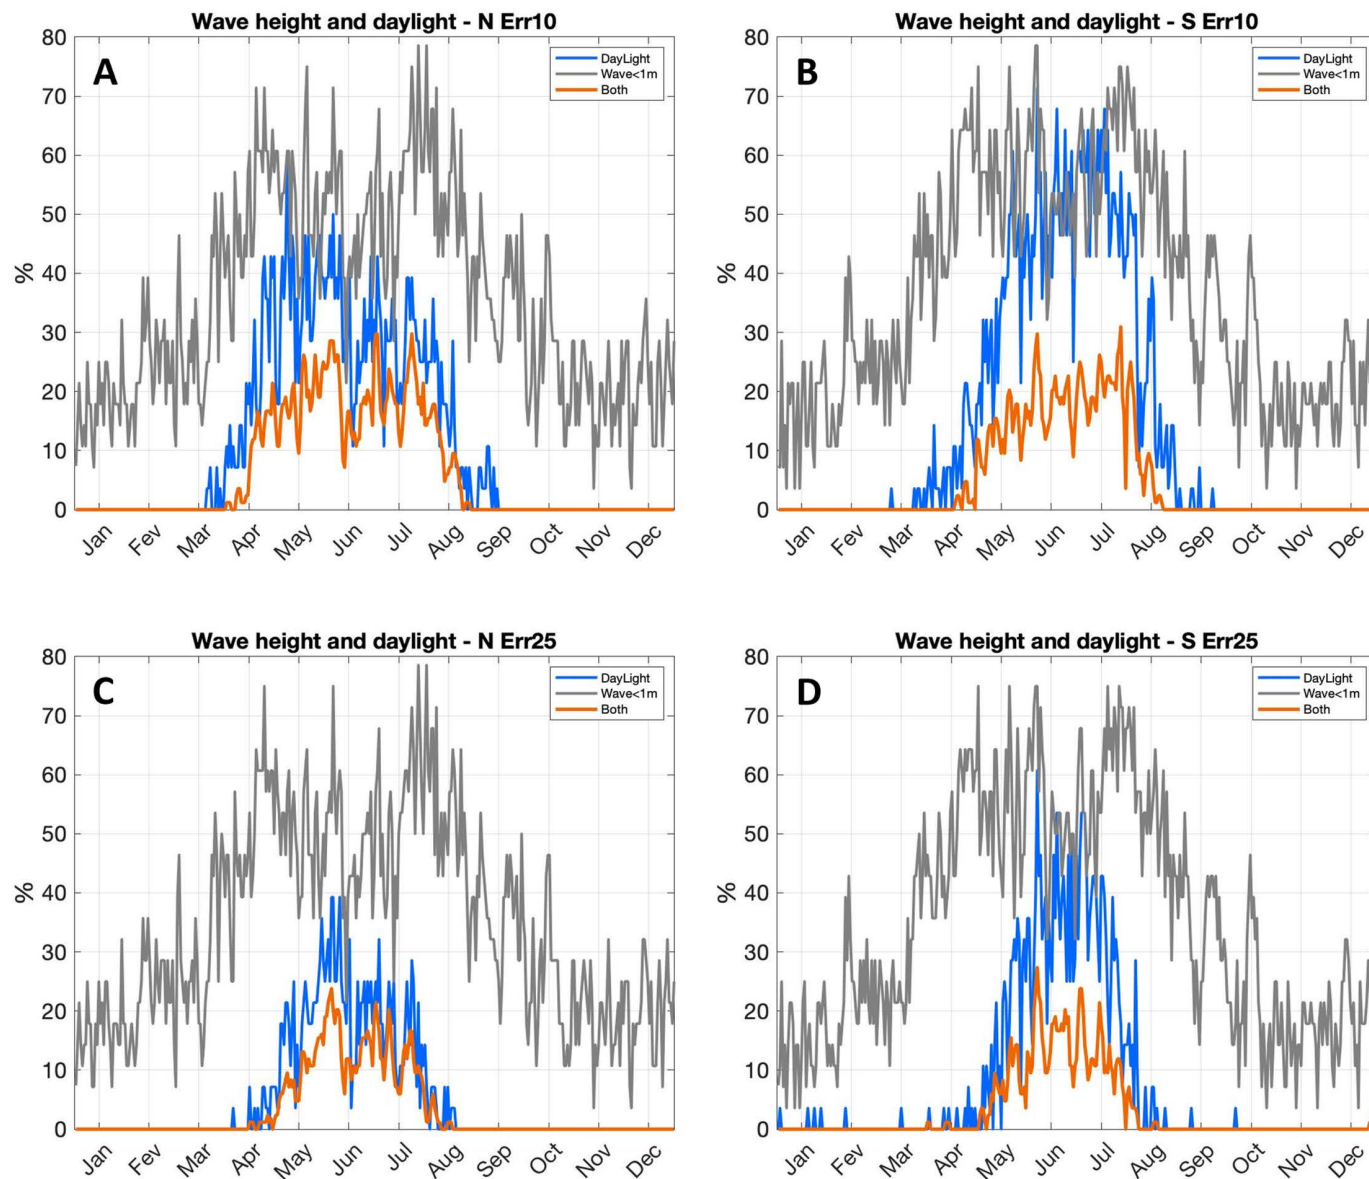 Wave height and daylight - N Err10
A
DayLight
Wave<1m
Both
80
70
60
50
40
30
20
10
0
%
Jan Fev Mar Apr May Jun Jul Aug Sep Oct Nov Dec
Wave height and daylight - S Err10
B
DayLight
Wave<1m
Both
80
70
60
50
40
30
20
10
0
%
Jan Fev Mar Apr May Jun Jul Aug Sep Oct Nov Dec
Wave height and daylight - N Err25
C
DayLight
Wave<1m
Both
80
70
60
50
40
30
20
10
0
%
Jan Fev Mar Apr May Jun Jul Aug Sep Oct Nov Dec
Wave height and daylight - S Err25
D
DayLight
Wave<1m
Both
80
70
60
50
40
30
20
10
0
%
Jan Fev Mar Apr May Jun Jul Aug Sep Oct Nov Dec